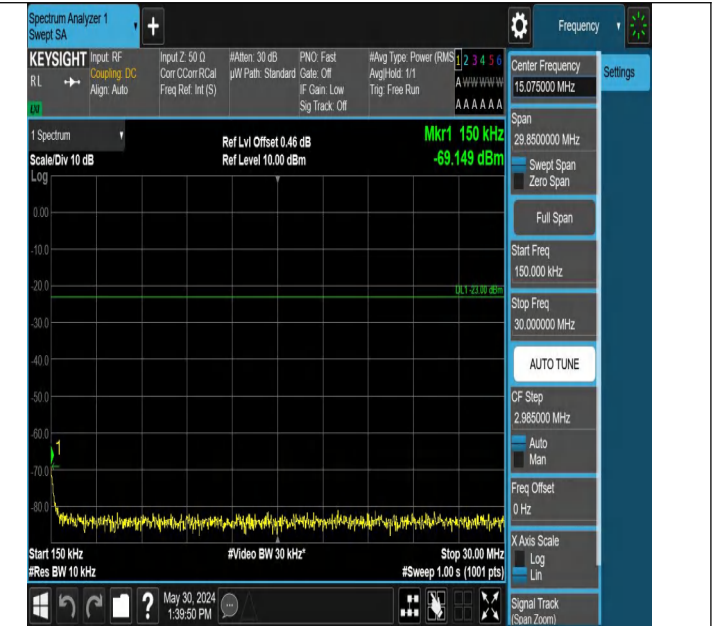 Spectrum Analyzer 1
Swept SA
Frequency
KEYSIGHT
RL
LXI
Input: RF
Coupling: DC
Align: Auto
Input Z: 50 Ω
Corr CCorr RCal
Freq Ref: Int (S)
#Atten: 30 dB
µW Path: Standard
PNO: Fast
Gate: Off
IF Gain: Low
Sig Track: Off
#Avg Type: Power (RMS
Avg|Hold: 1/1
Trig: Free Run
1 2 3 4 5 6
A W W W W W
A A A A A A
Center Frequency
15.075000 MHz
Settings
Span
29.8500000 MHz
Swept Span
Zero Span
Full Span
Start Freq
150.000 kHz
Stop Freq
30.000000 MHz
AUTO TUNE
CF Step
2.985000 MHz
Auto
Man
Freq Offset
0 Hz
X Axis Scale
Log
Lin
Signal Track
(Span Zoom)
1 Spectrum
Scale/Div 10 dB
Log
Ref Lvl Offset 0.46 dB
Ref Level 10.00 dBm
Mkr1 150 kHz
-69.149 dBm
0.00
-10.0
-20.0
DL1 -23.00 dBm
-30.0
-40.0
-50.0
-60.0
1
-70.0
-80.0
Start 150 kHz
#Video BW 30 kHz*
Stop 30.00 MHz
#Res BW 10 kHz
#Sweep 1.00 s (1001 pts)
?
May 30, 2024
1:39:50 PM